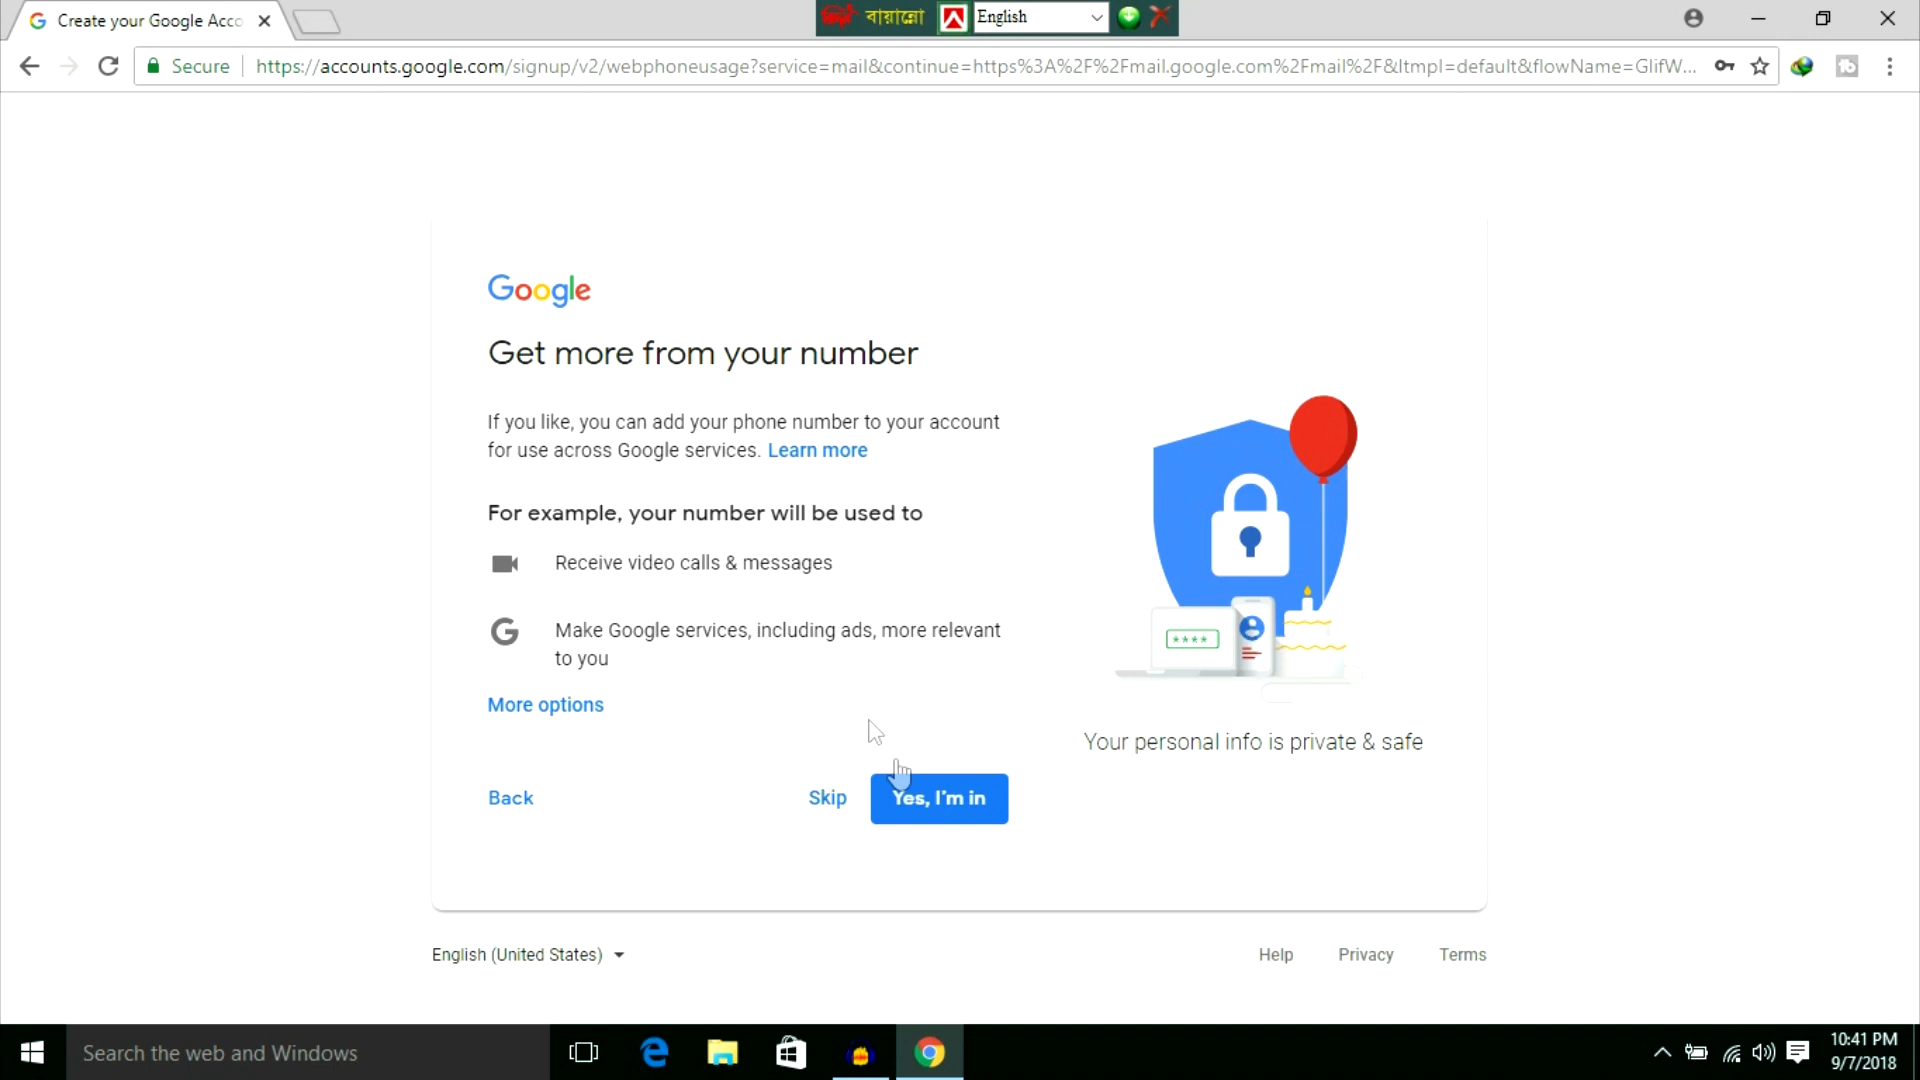 Create your Google Acco
বায়ান্নো
English
Secure
https://accounts.google.com/signup/v2/webphoneusage?service=mail&continue=https%3A%2F%2Fmail.google.com%2Fmail%2F&ltmpl=default&flowName=GlifW...
Google
Get more from your number
If you like, you can add your phone number to your account
for use across Google services. Learn more
For example, your number will be used to
Receive video calls & messages
Make Google services, including ads, more relevant
to you
More options
****
Your personal info is private & safe
Back
Skip
Yes, I'm in
English (United States)
Help
Privacy
Terms
Search the web and Windows
10:41 PM
9/7/2018